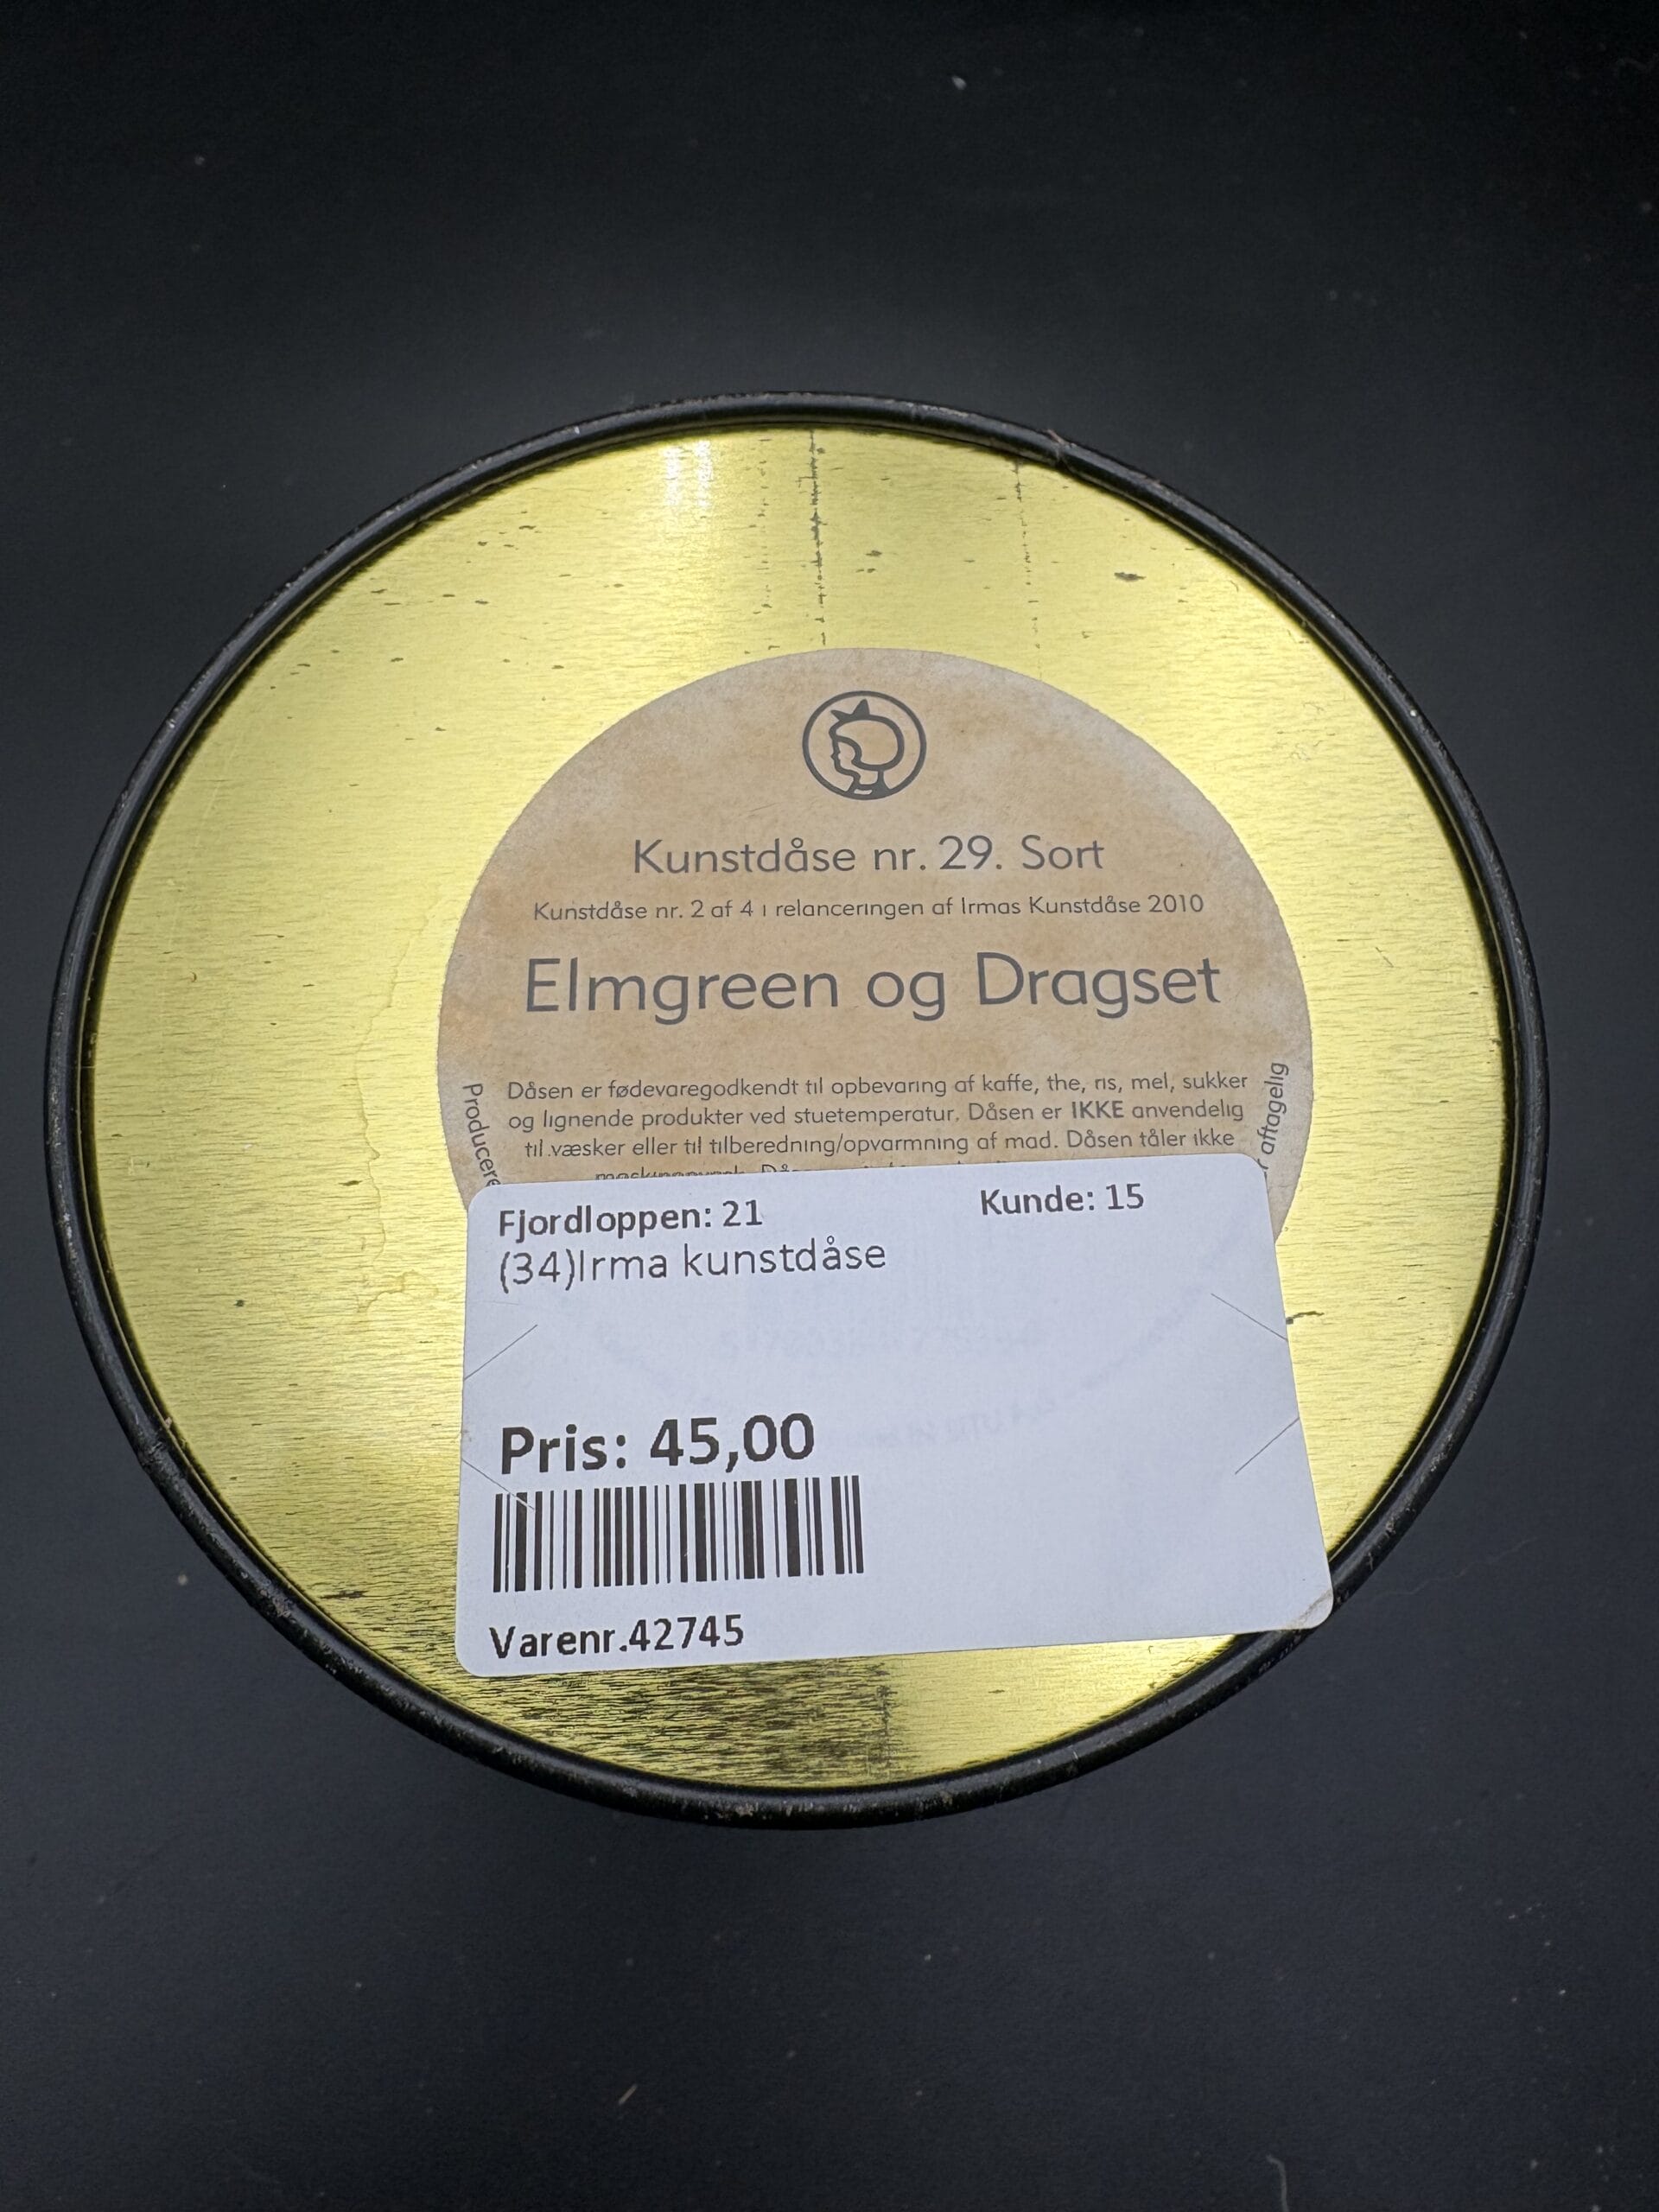 Kunstdåse nr. 29. Sort
Kunstdåse nr. 2 af 4 i relanceringen af Irmas Kunstdåse 2010
Elmgreen og Dragset
Dåsen er fødevaregodkendt til opbevaring af kaffe, the, ris, mel, sukker
og lignende produkter ved stuetemperatur. Dåsen er IKKE anvendelig
til væsker eller til tilberedning/opvarmning af mad. Dåsen tåler ikke
aftagelig
Fjordloppen: 21 Kunde: 15
(34)Irma kunstdåse
Pris: 45,00
Varenr.42745